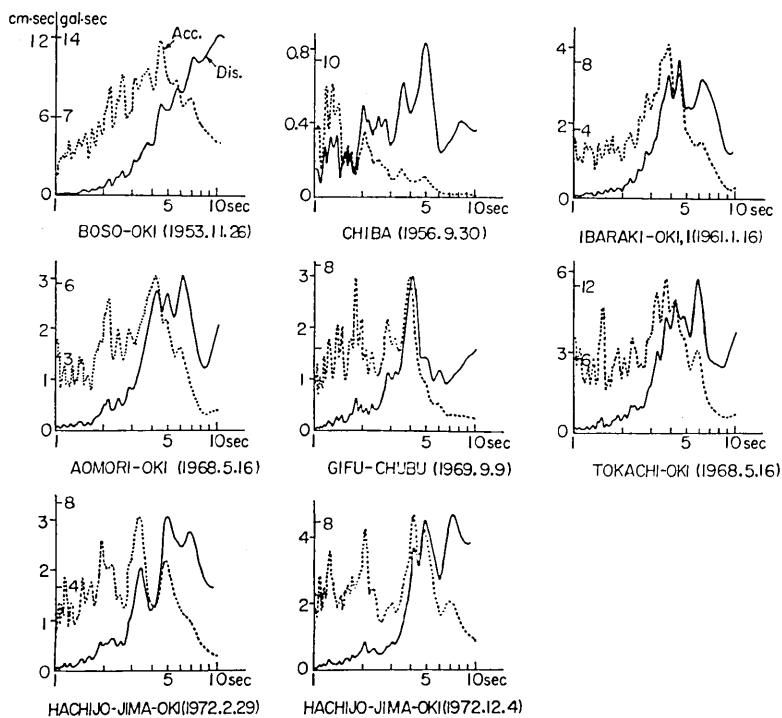 cm·sec gal·sec
12 14
Acc.
Dis.
6 7
0
1 5 10sec
BOSO-OKI (1953.11.26)
0.8
10
0.4
0
1 5 10sec
CHIBA (1956.9.30)
4
8
2
4
0
1 5 10sec
IBARAKI-OKI,I(1961.1.16)
3
6
2
13
1
0
1 5 10sec
AOMORI-OKI (1968.5.16)
8
3
2
1
0
1 5 10sec
GIFU-CHUBU (1969.9.9)
6
12
3
6
0
1 5 10sec
TOKACHI-OKI (1968.5.16)
8
3
2
4
1
0
1 5 10sec
HACHIJO-JIMA-OKI(1972.2.29)
8
4
2
0
1 5 10sec
HACHIJO-JIMA-OKI(1972.12.4)